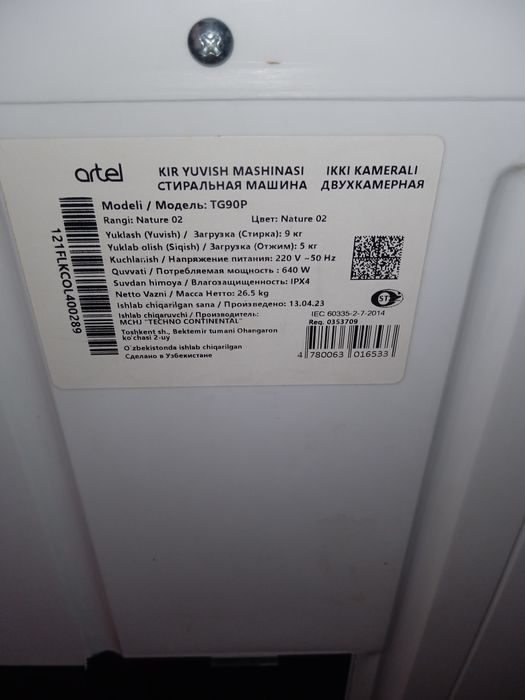 artel
KIR YUVISH MASHINASI IKKI KAMERALI
СТИРАЛЬНАЯ МАШИНА ДВУХКАМЕРНАЯ
Modeli / Модель: TG90P
Rangi: Nature 02 Цвет: Nature 02
Yuklash (Yuvish) / Загрузка (Стирка): 9 кг
Yuklab olish (Siqish) / Загрузка (Отжим): 5 кг
Kuchlanish / Напряжение питания: 220 V ~50 Hz
Quvvati / Потребляемая мощность : 640 W
Suvdan himoya / Влагозащищенность: IPX4
Netto Vazni / Масса Нетто: 26.5 kg
Ishlab chiqarilgan sana / Произведено: 13.04.23
Ishlab chiqaruvchi / Производитель:
MCHJ "TECHNO CONTINENTAL"
Toshkent sh., Bektemir tumani Ohangaron
ko'chasi 2-uy
O'zbekistonda ishlab chiqarilgan
Сделано в Узбекистане
121FLKCOL400289
ST
IEC 60335-2-7-2014
Reg. 0353709
4 780063 016533